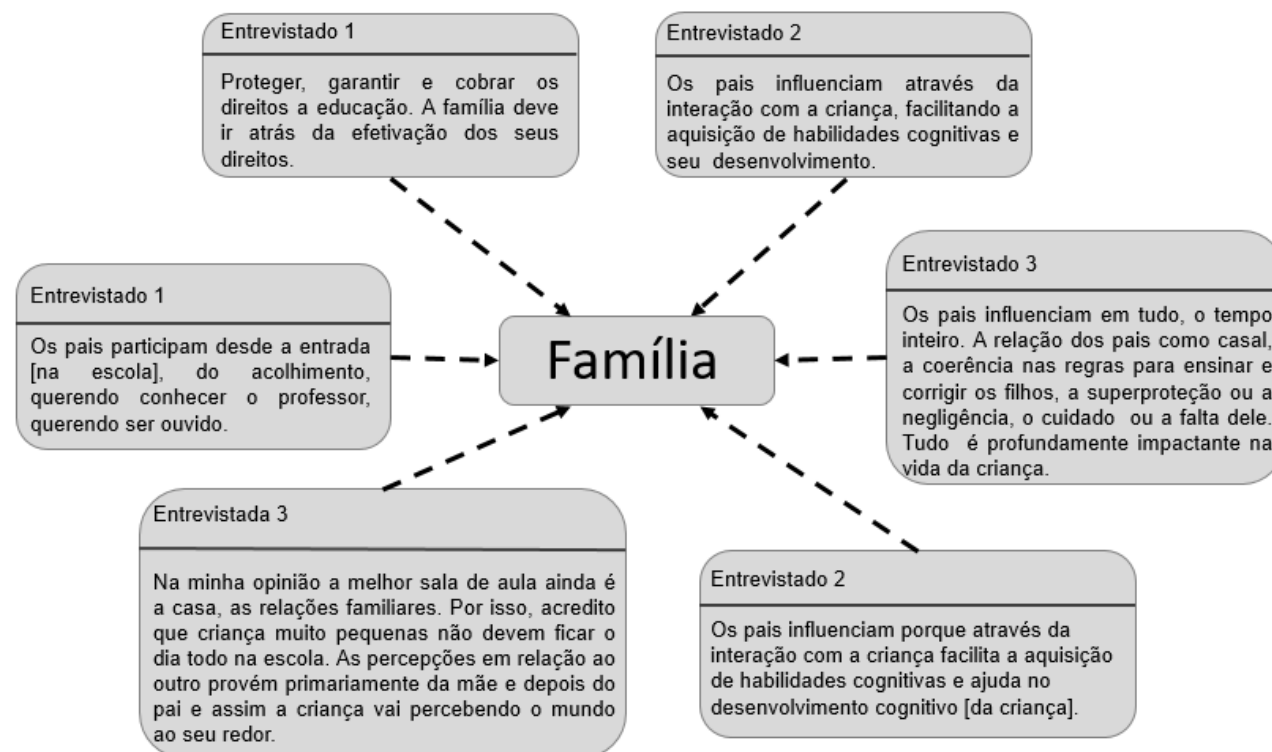 Entrevistado 1
Proteger, garantir e cobrar os
direitos a educação. A família deve
ir atrás da efetivação dos seus
direitos.
Entrevistado 2
Os pais influenciam através da
interação com a criança, facilitando a
aquisição de habilidades cognitivas e
seu desenvolvimento.
Entrevistado 1
Os pais participam desde a entrada
[na escola], do acolhimento,
querendo conhecer o professor,
querendo ser ouvido.
Família
Entrevistado 3
Os pais influenciam em tudo, o tempo
inteiro. A relação dos pais como casal,
a coerência nas regras para ensinar e
corrigir os filhos, a superproteção ou a
negligência, o cuidado ou a falta dele.
Tudo é profundamente impactante na
vida da criança.
Entrevistada 3
Na minha opinião a melhor sala de aula ainda é
a casa, as relações familiares. Por isso, acredito
que criança muito pequenas não devem ficar o
dia todo na escola. As percepções em relação ao
outro provém primariamente da mãe e depois do
pai e assim a criança vai percebendo o mundo
ao seu redor.
Entrevistado 2
Os pais influenciam porque através da
interação com a criança facilita a aquisição
de habilidades cognitivas e ajuda no
desenvolvimento cognitivo [da criança].